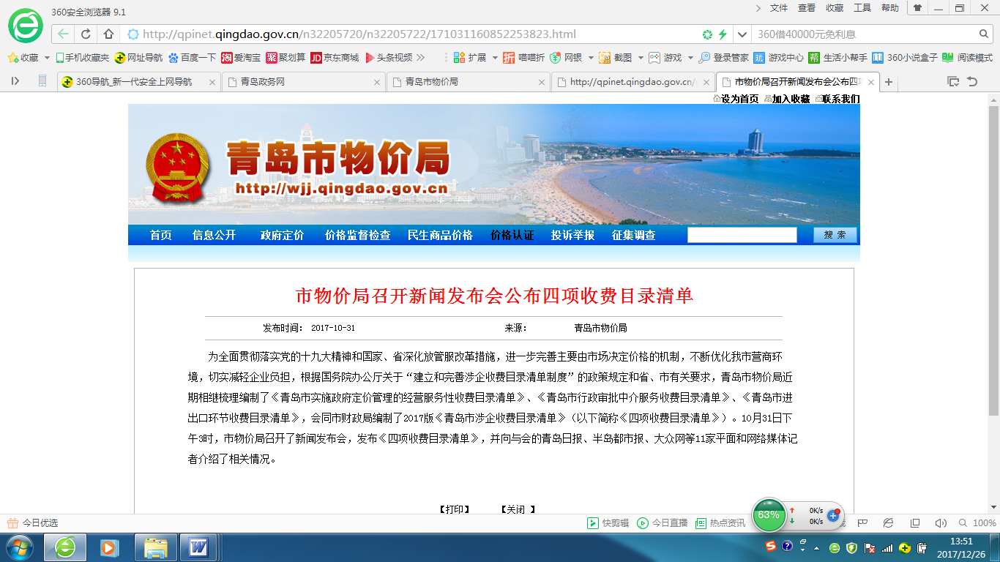 360安全浏览器 9.1
文件 查看 收藏 工具 帮助
http://qpinet.qingdao.gov.cn/n32205720/n32205722/171031160852253823.html
360借40000元免利息
收藏 手机收藏夹 网址导航 百度一下 淘 爱淘宝 聚 聚划算 JD 京东商城 头条视频 扩展 折 喵喵折 网银 截图 游戏 登录管家 玩 游戏中心 帮 生活小帮手 360小说盒子 阅读模式
360导航_新一代安全上网导航 青岛政务网 青岛市物价局 http://qpinet.qingdao.gov.cn/ 市物价局召开新闻发布会公布四
设为首页 加入收藏 联系我们
青岛市物价局
http://wjj.qingdao.gov.cn
首页 信息公开 政府定价 价格监督检查 民生商品价格 价格认证 投诉举报 征集调查 搜 索
市物价局召开新闻发布会公布四项收费目录清单
发布时间： 2017-10-31 来源： 青岛市物价局
为全面贯彻落实党的十九大精神和国家、省深化放管服改革措施，进一步完善主要由市场决定价格的机制，不断优化我市营商环
境，切实减轻企业负担，根据国务院办公厅关于“建立和完善涉企收费目录清单制度”的政策规定和省、市有关要求，青岛市物价局近
期相继梳理编制了《青岛市实施政府定价管理的经营服务性收费目录清单》、《青岛市行政审批中介服务收费目录清单》、《青岛市进
出口环节收费目录清单》，会同市财政局编制了2017版《青岛市涉企收费目录清单》（以下简称《四项收费目录清单》）。10月31日下
午3时，市物价局召开了新闻发布会，发布《四项收费目录清单》，并向与会的青岛日报、半岛都市报、大众网等11家平面和网络媒体记
者介绍了相关情况。
【打印】 【关闭 】
63% 0K/s
0K/s
今日优选 快剪辑 今日直播 热点资讯 100%
W 13:51
2017/12/26